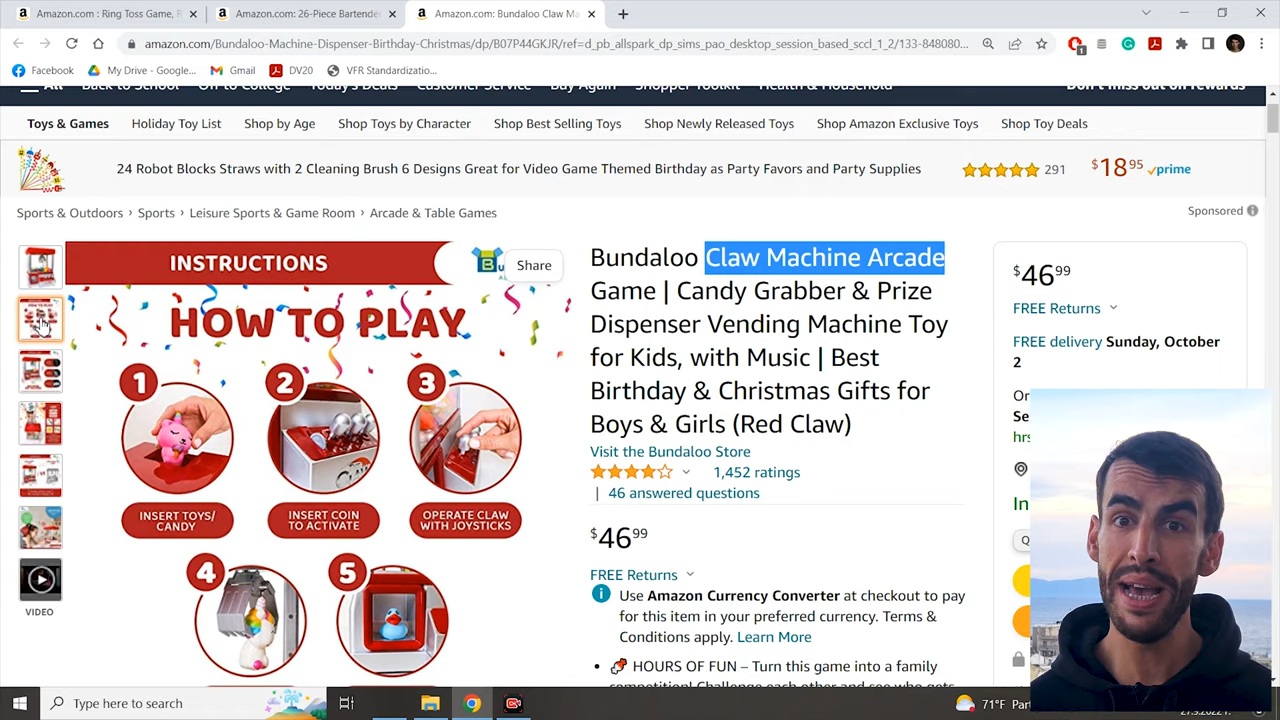 Amazon.com : Ring Toss Game, R
Amazon.com: 26-Piece Bartende
Amazon.com: Bundaloo Claw Ma
amazon.com/Bundaloo-Machine-Dispenser-Birthday-Christmas/dp/B07P44GXJR/ref=d_pb_allspark_dp_sims_pao_desktop_session_based_sccl_1_2/133-848080...
Facebook
My Drive - Google...
Gmail
DV20
VFR Standardizatio...
All
Back to School
Off to College
Today's Deals
Customer Service
Buy Again
Shopper Toolkit
Health & Household
Don't miss out on rewards
Toys & Games
Holiday Toy List
Shop by Age
Shop Toys by Character
Shop Best Selling Toys
Shop Newly Released Toys
Shop Amazon Exclusive Toys
Shop Toy Deals
24 Robot Blocks Straws with 2 Cleaning Brush 6 Designs Great for Video Game Themed Birthday as Party Favors and Party Supplies
291
$18 95 prime
Sports & Outdoors › Sports › Leisure Sports & Game Room › Arcade & Table Games
Sponsored
INSTRUCTIONS
Share
HOW TO PLAY
1
2
3
INSERT TOYS/
CANDY
INSERT COIN
TO ACTIVATE
OPERATE CLAW
WITH JOYSTICKS
4
5
VIDEO
Bundaloo Claw Machine Arcade
Game | Candy Grabber & Prize
Dispenser Vending Machine Toy
for Kids, with Music | Best
Birthday & Christmas Gifts for
Boys & Girls (Red Claw)
Visit the Bundaloo Store
1,452 ratings
| 46 answered questions
$46 99
FREE Returns
Use Amazon Currency Converter at checkout to pay
for this item in your preferred currency. Terms &
Conditions apply. Learn More
• HOURS OF FUN – Turn this game into a family
competition! Challenge each other and see who gets
$46 99
FREE Returns
FREE delivery Sunday, October
2
Or
Se
hrs
In
Type here to search
71°F